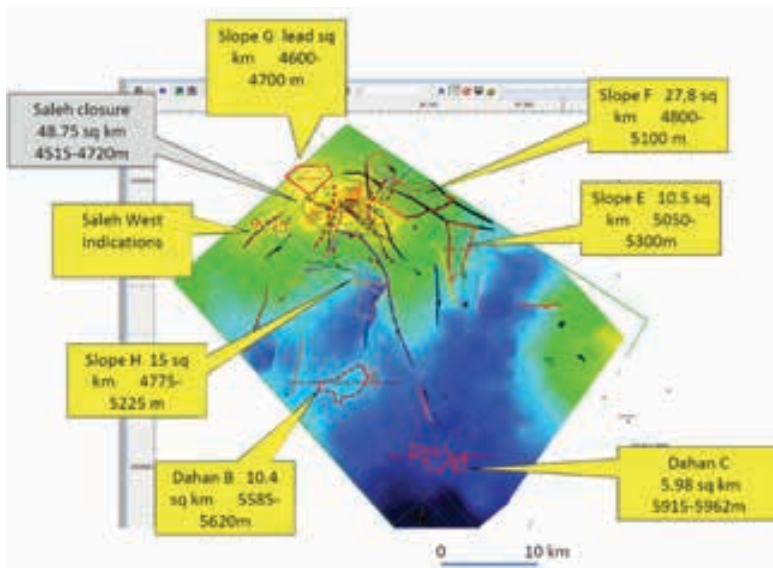 Slope G lead sq
km 4600-
4700 m
Saleh closure
48.75 sq km
4515-4720m
Slope F 27,8 sq
km 4800-
5100 m
Saleh West
Indications
Slope E 10.5 sq
km 5050-
5300m
Slope H 15 sq
km 4775-
5225 m
Dahan B 10.4
sq km 5585-
5620m
Dahan C
5.98 sq km
5915-5962m
0 10 km